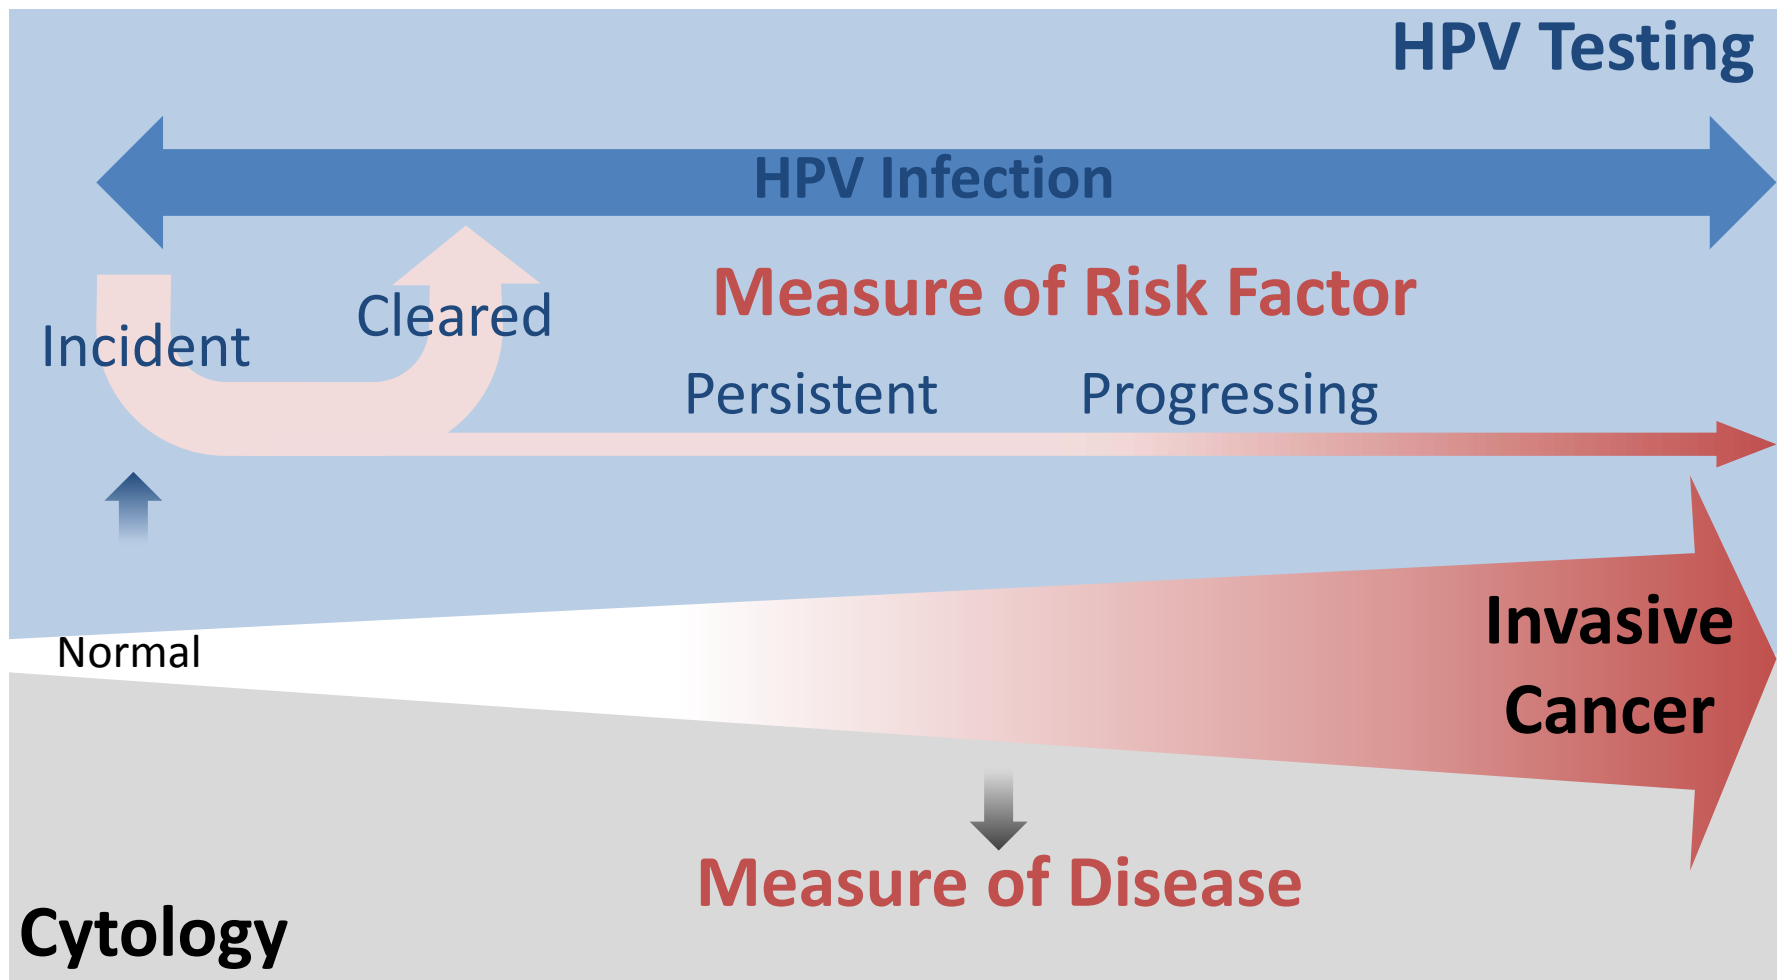 HPV Testing
HPV Infection
Measure of Risk Factor
Cleared
Incident
Persistent
Progressing
Normal
Invasive
Cancer
Measure of Disease
Cytology